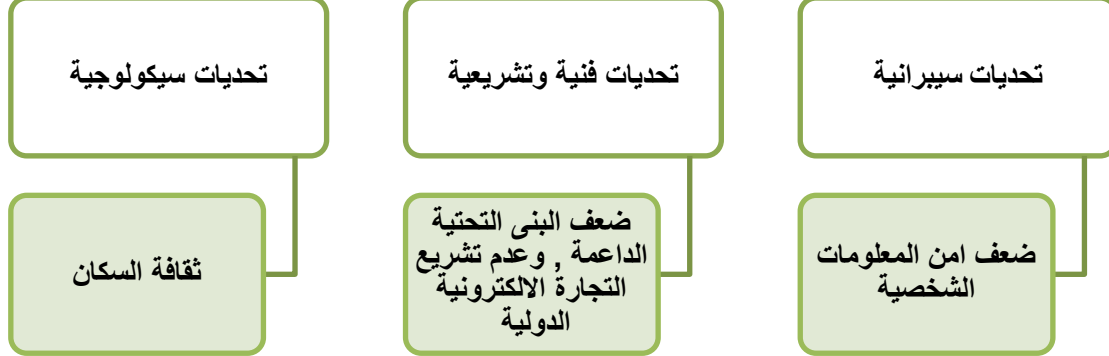 تحديات سيبرانية
تحديات فنية وتشريعية
تحديات سيكولوجية
ضعف امن المعلومات
الشخصية
ضعف البنى التحتية
الداعمة , وعدم تشريع
التجارة الالكترونية
الدولية
ثقافة السكان